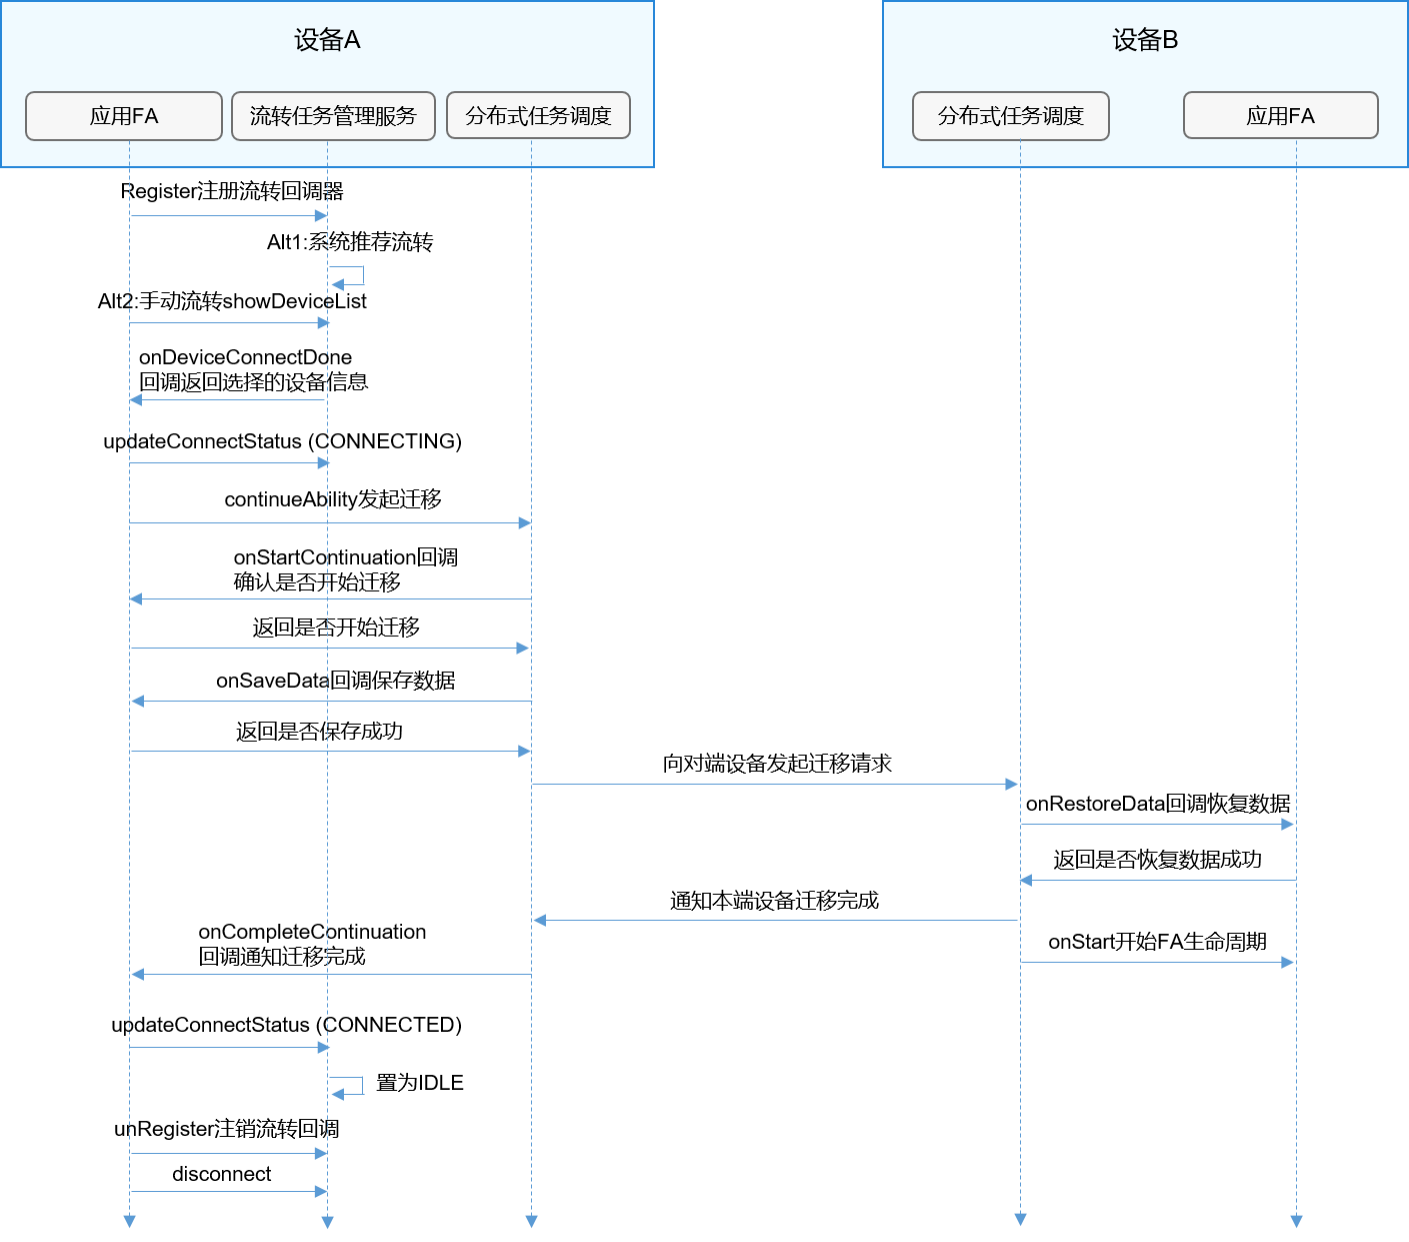 设备A
设备B
应用FA
流转任务管理服务
分布式任务调度
分布式任务调度
应用FA
Register注册流转回调器
Alt1:系统推荐流转
Alt2:手动流转showDeviceList
onDeviceConnectDone
回调返回选择的设备信息
updateConnectStatus (CONNECTING)
continueAbility发起迁移
onStartContinuation回调
确认是否开始迁移
返回是否开始迁移
onSaveData回调保存数据
返回是否保存成功
向对端设备发起迁移请求
onRestoreData回调恢复数据
返回是否恢复数据成功
通知本端设备迁移完成
onCompleteContinuation
回调通知迁移完成
onStart开始FA生命周期
updateConnectStatus (CONNECTED)
置为IDLE
unRegister注销流转回调
disconnect